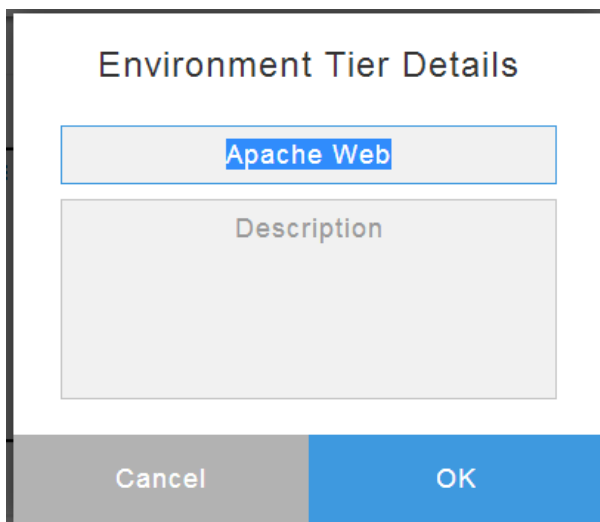 Environment Tier Details
Apache Web
Description
Cancel
OK